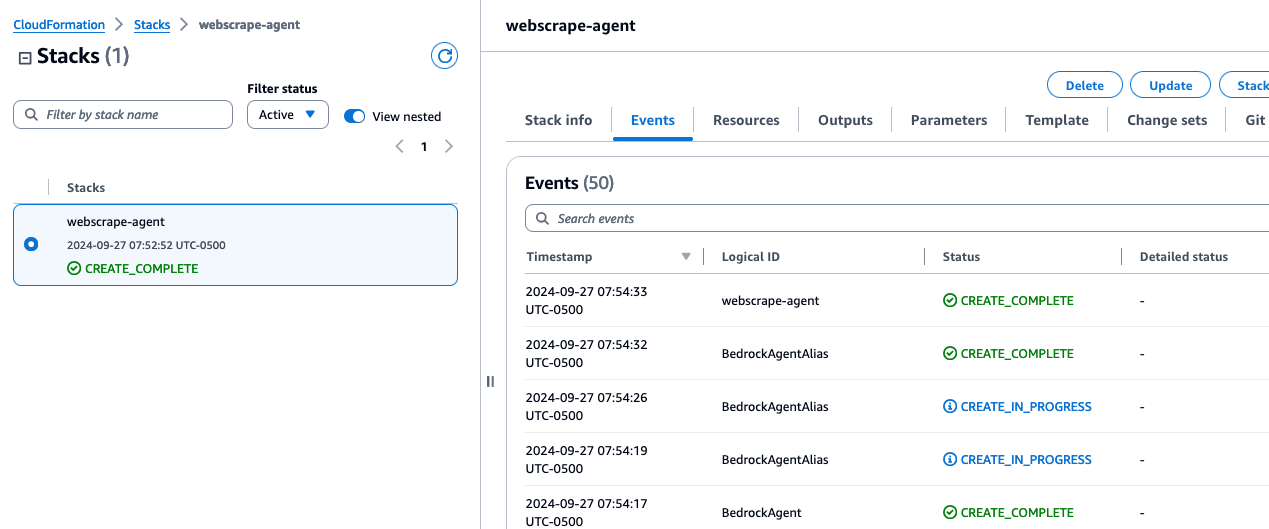 CloudFormation > Stacks > webscrape-agent
Stacks (1)
Filter status
Filter by stack name
Active
View nested
1
Stacks
webscrape-agent
2024-09-27 07:52:52 UTC-0500
CREATE_COMPLETE
webscrape-agent
Delete Update Stack
Stack info Events Resources Outputs Parameters Template Change sets Git
Events (50)
Search events
Timestamp Logical ID Status Detailed status
2024-09-27 07:54:33
UTC-0500
webscrape-agent
CREATE_COMPLETE
-
2024-09-27 07:54:32
UTC-0500
BedrockAgentAlias
CREATE_COMPLETE
-
2024-09-27 07:54:26
UTC-0500
BedrockAgentAlias
CREATE_IN_PROGRESS
-
2024-09-27 07:54:19
UTC-0500
BedrockAgentAlias
CREATE_IN_PROGRESS
-
2024-09-27 07:54:17
UTC-0500
BedrockAgent
CREATE_COMPLETE
-